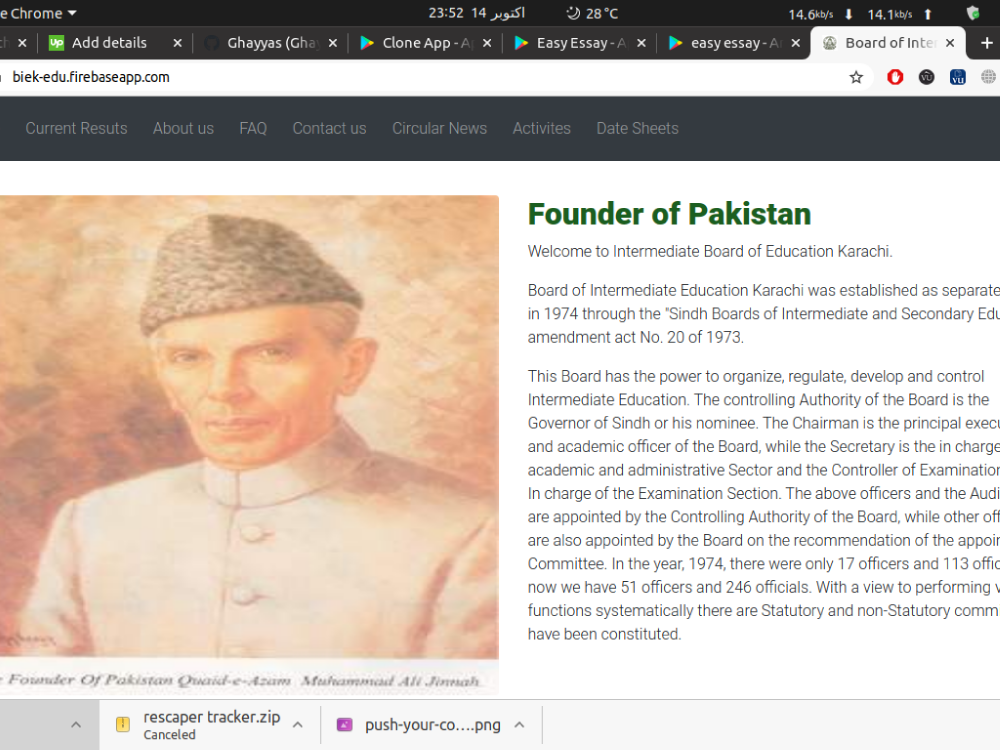 e Chrome
23:52 14 اکتوبر
28 °C
14.6kb/s 14.1kb/s
Up Add details
Ghayyas (Gha
Clone App - A
Easy Essay - A
easy essay - A
Board of Inte
biek-edu.firebaseapp.com
Current Resuts About us FAQ Contact us Circular News Activites Date Sheets
Founder of Pakistan
Welcome to Intermediate Board of Education Karachi.
Board of Intermediate Education Karachi was established as separate
in 1974 through the "Sindh Boards of Intermediate and Secondary Edu
amendment act No. 20 of 1973.
This Board has the power to organize, regulate, develop and control
Intermediate Education. The controlling Authority of the Board is the
Governor of Sindh or his nominee. The Chairman is the principal execu
and academic officer of the Board, while the Secretary is the in charge
academic and administrative Sector and the Controller of Examination
In charge of the Examination Section. The above officers and the Audi
are appointed by the Controlling Authority of the Board, while other off
are also appointed by the Board on the recommendation of the appoin
Committee. In the year, 1974, there were only 17 officers and 113 offic
now we have 51 officers and 246 officials. With a view to performing v
functions systematically there are Statutory and non-Statutory comm
have been constituted.
Founder Of Pakistan Quaid-e-Azam Muhammad Ali Jinnah
rescaper tracker.zip
Canceled
push-your-co....png